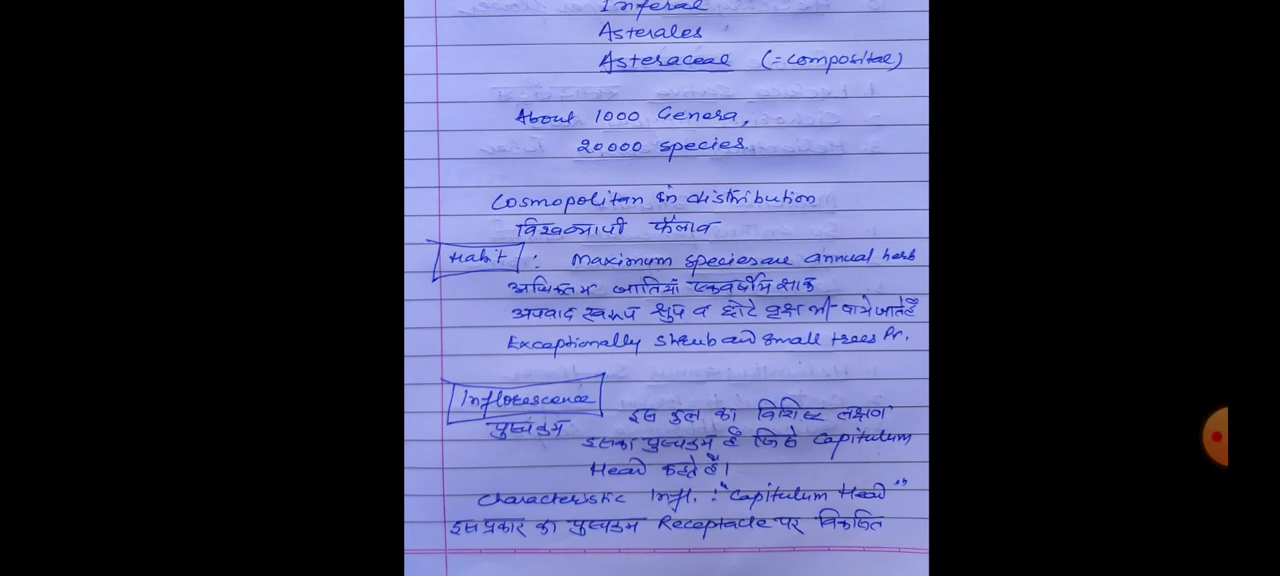 Inferae
Asterales
Asteraceae (=compositae)
About 1000 Genera,
20000 species.
Cosmopolitan in distribution
विश्वव्यापी फैलाव
Habit : Maximum species are annual herb
अधिकतम जातियाँ एकवर्षीय शाक
अपवाद स्वरूप क्षुप व छोटे वृक्ष भी पाये जाते हैं
Exceptionally shrub and small trees Pr.
Inflorescence इस कुल का विशिष्ट लक्षण
पुष्पक्रम इसका पुष्पक्रम है जिसे Capitulum
Head कहते हैं।
Characteristic Infl. : "Capitulum Head"
इस प्रकार का पुष्पक्रम Receptacle पर विकसित